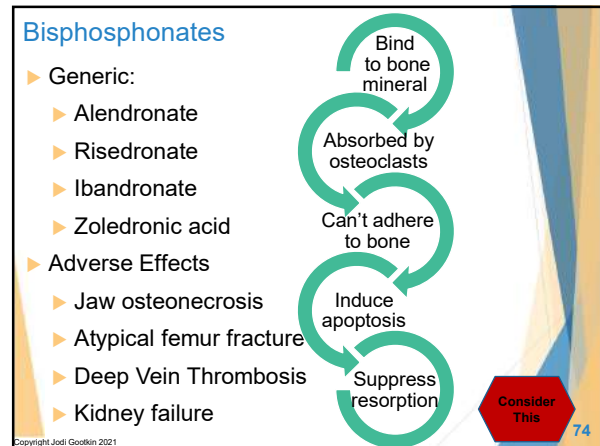 Bisphosphonates
Generic:
Alendronate
Risedronate
Ibandronate
Zoledronic acid
Adverse Effects
Jaw osteonecrosis
Atypical femur fracture
Deep Vein Thrombosis
Kidney failure
Bind
to bone
mineral
Absorbed by
osteoclasts
Can't adhere
to bone
Induce
apoptosis
Suppress
resorption
Consider
This
74
Copyright Jodi Gootkin 2021